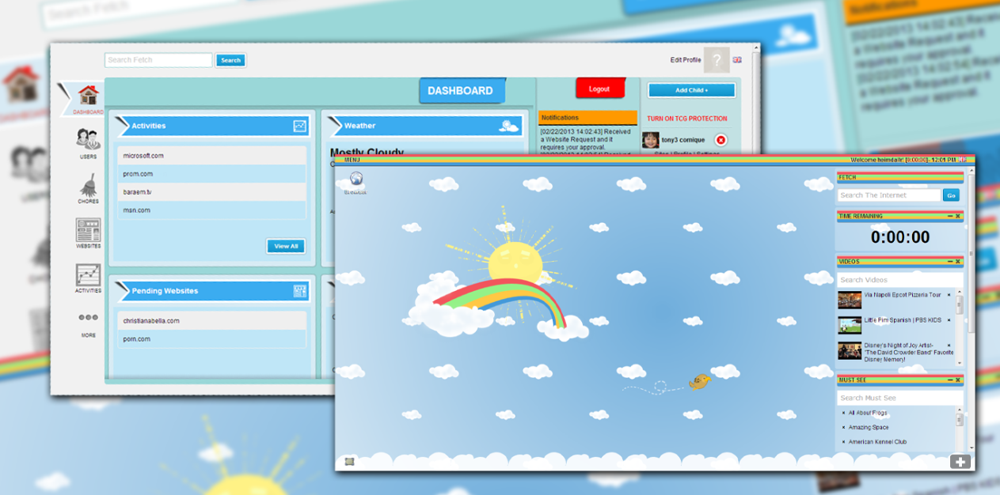 Search Fetch
Search
Edit Profile
DASHBOARD
Logout
Add Child +
DASHBOARD
USERS
CHORES
WEBSITES
ACTIVITIES
MORE
Activities
microsoft.com
prom.com
baraem.tv
msn.com
View All
Pending Websites
christianabella.com
porn.com
Weather
Mostly Cloudy
Notifications
[02/22/2013 14:02:43] Received
a Website Request and it
requires your approval.
TURN ON TCG PROTECTION
tony3 comique
MENU
Welcome heimdallr! [0:00:00]- 12:01 PM
FETCH
Search The Internet
Go
TIME REMAINING
0:00:00
VIDEOS
Search Videos
Via Napoli Epcot Pizzeria Tour
Little Pim Spanish | PBS KIDS
Disney's Night of Joy Artist-
"The David Crowder Band" Favorite
Disney Memory!
MUST SEE
Search Must See
All About Frogs
Amazing Space
American Kennel Club